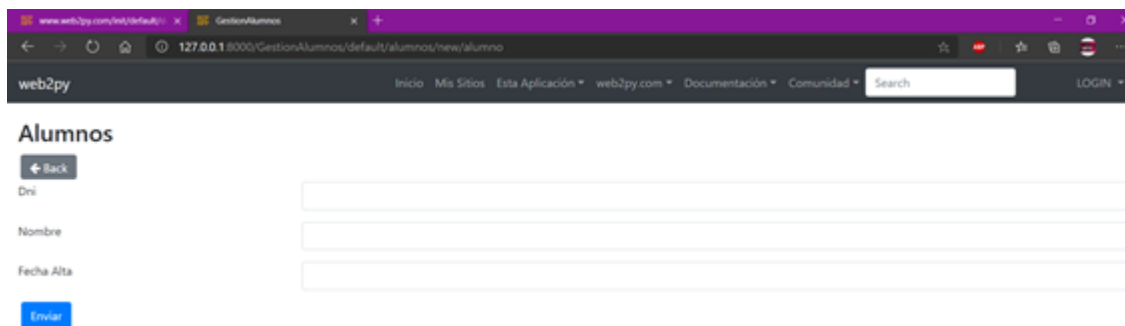 www.web2py.com/init/default/ GestionAlumnos
127.0.0.1:8000/GestionAlumnos/default/alumnos/new/alumno
web2py Inicio Mis Sitios Esta Aplicación web2py.com Documentación Comunidad Search LOGIN
Alumnos
Back
Dni
Nombre
Fecha Alta
Enviar